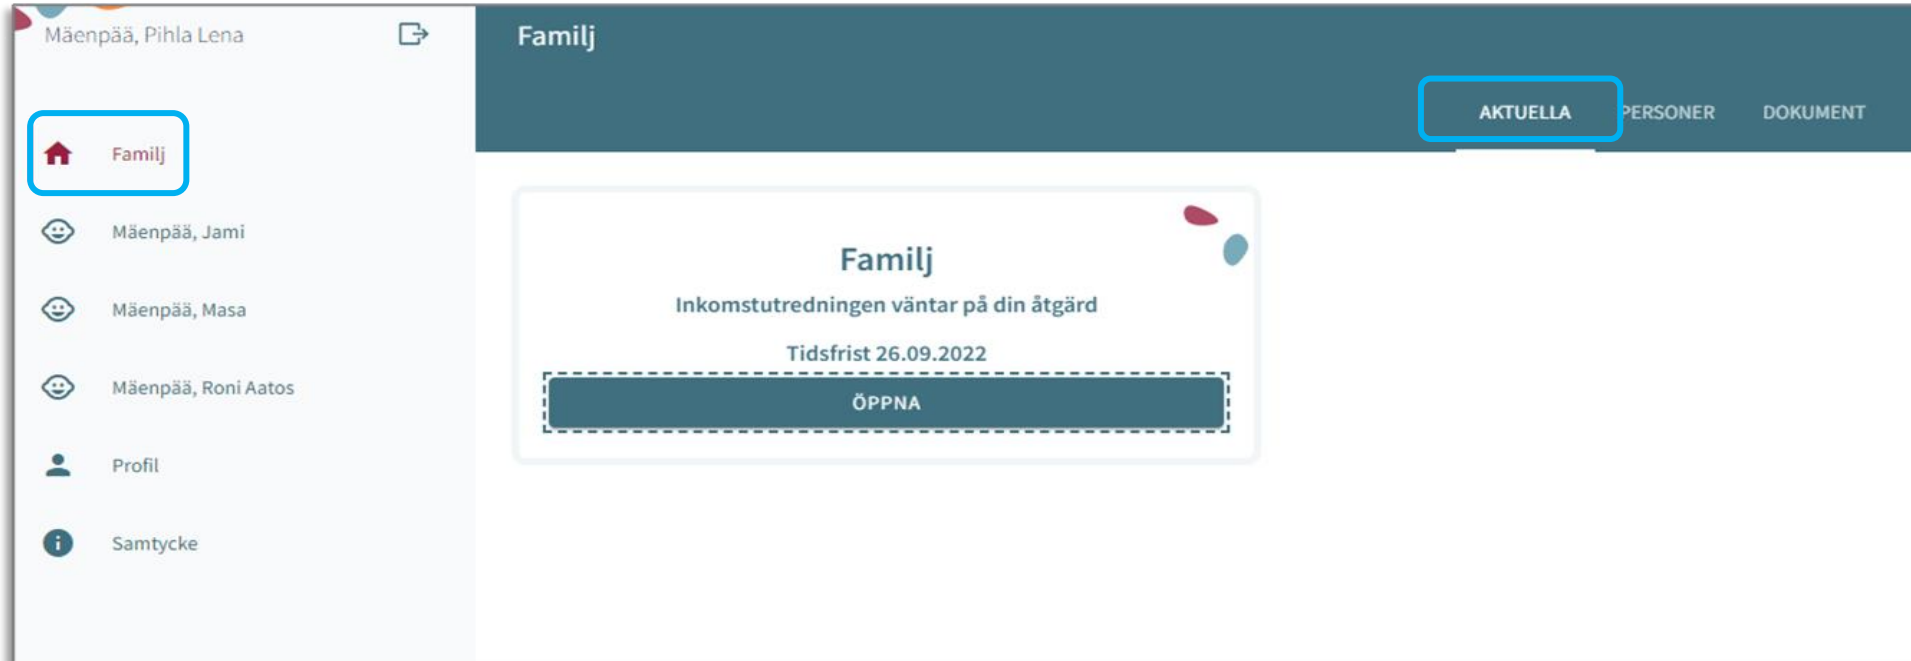 Mäenpää, Pihla Lena
Familj
Mäenpää, Jami
Mäenpää, Masa
Mäenpää, Roni Aatos
Profil
Samtycke
Familj
AKTUELLA PERSONER DOKUMENT
Familj
Inkomstutredningen väntar på din åtgärd
Tidsfrist 26.09.2022
ÖPPNA